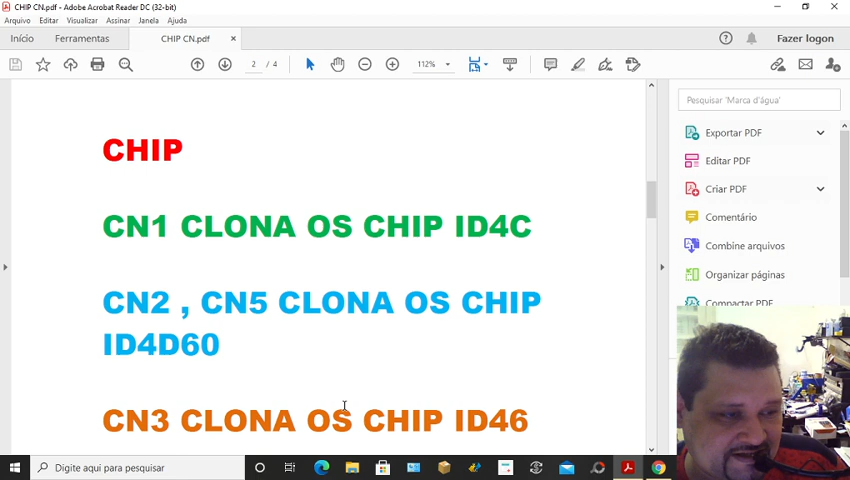 CHIP CN.pdf - Adobe Acrobat Reader DC (32-bit)
Arquivo Editar Visualizar Assinar Janela Ajuda
Início Ferramentas CHIP CN.pdf × Fazer logon
2 / 4 112%
CHIP
CN1 CLONA OS CHIP ID4C
CN2 , CN5 CLONA OS CHIP
ID4D60
CN3 CLONA OS CHIP ID46
Pesquisar 'Marca d'água'
Exportar PDF
Editar PDF
Criar PDF
Comentário
Combine arquivos
Organizar páginas
Compactar PDF
Digite aqui para pesquisar